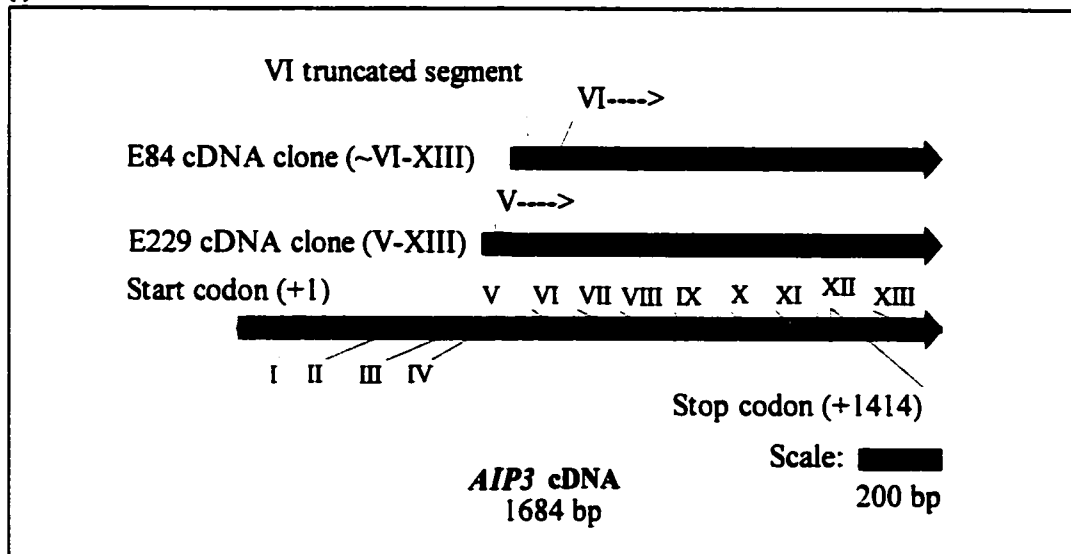 VI truncated segment
VI---->
E84 cDNA clone (~VI-XIII)
V---->
E229 cDNA clone (V-XIII)
Start codon (+1)
V VI VII VIII IX X XI XII XIII
I II III IV
Stop codon (+1414)
Scale:
AIP3 cDNA
200 bp
1684 bp